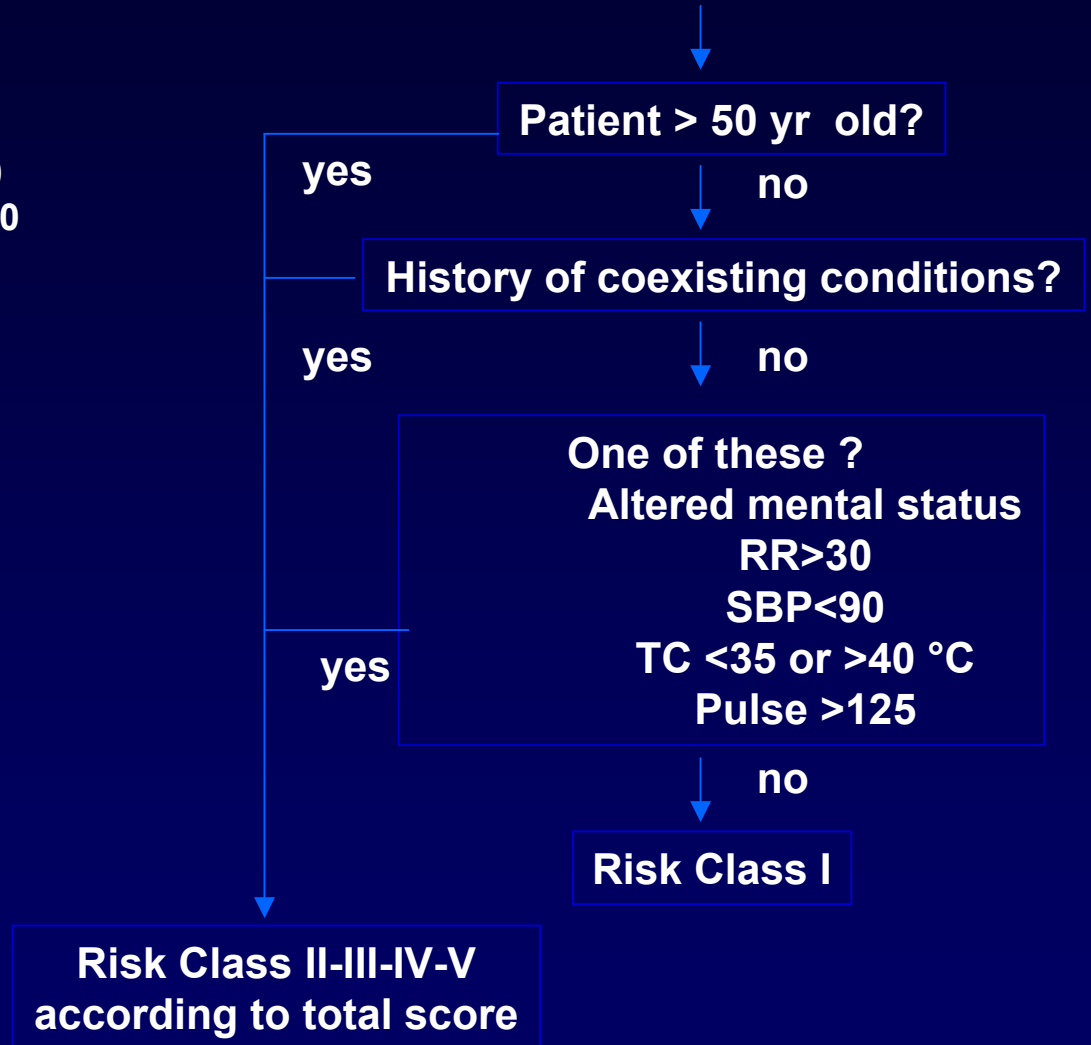 Patient > 50 yr old?
yes
no
)
0
History of coexisting conditions?
yes
no
One of these ?
Altered mental status
RR>30
SBP<90
TC <35 or >40 °C
yes
Pulse >125
no
Risk Class I
Risk Class II-III-IV-V
according to total score